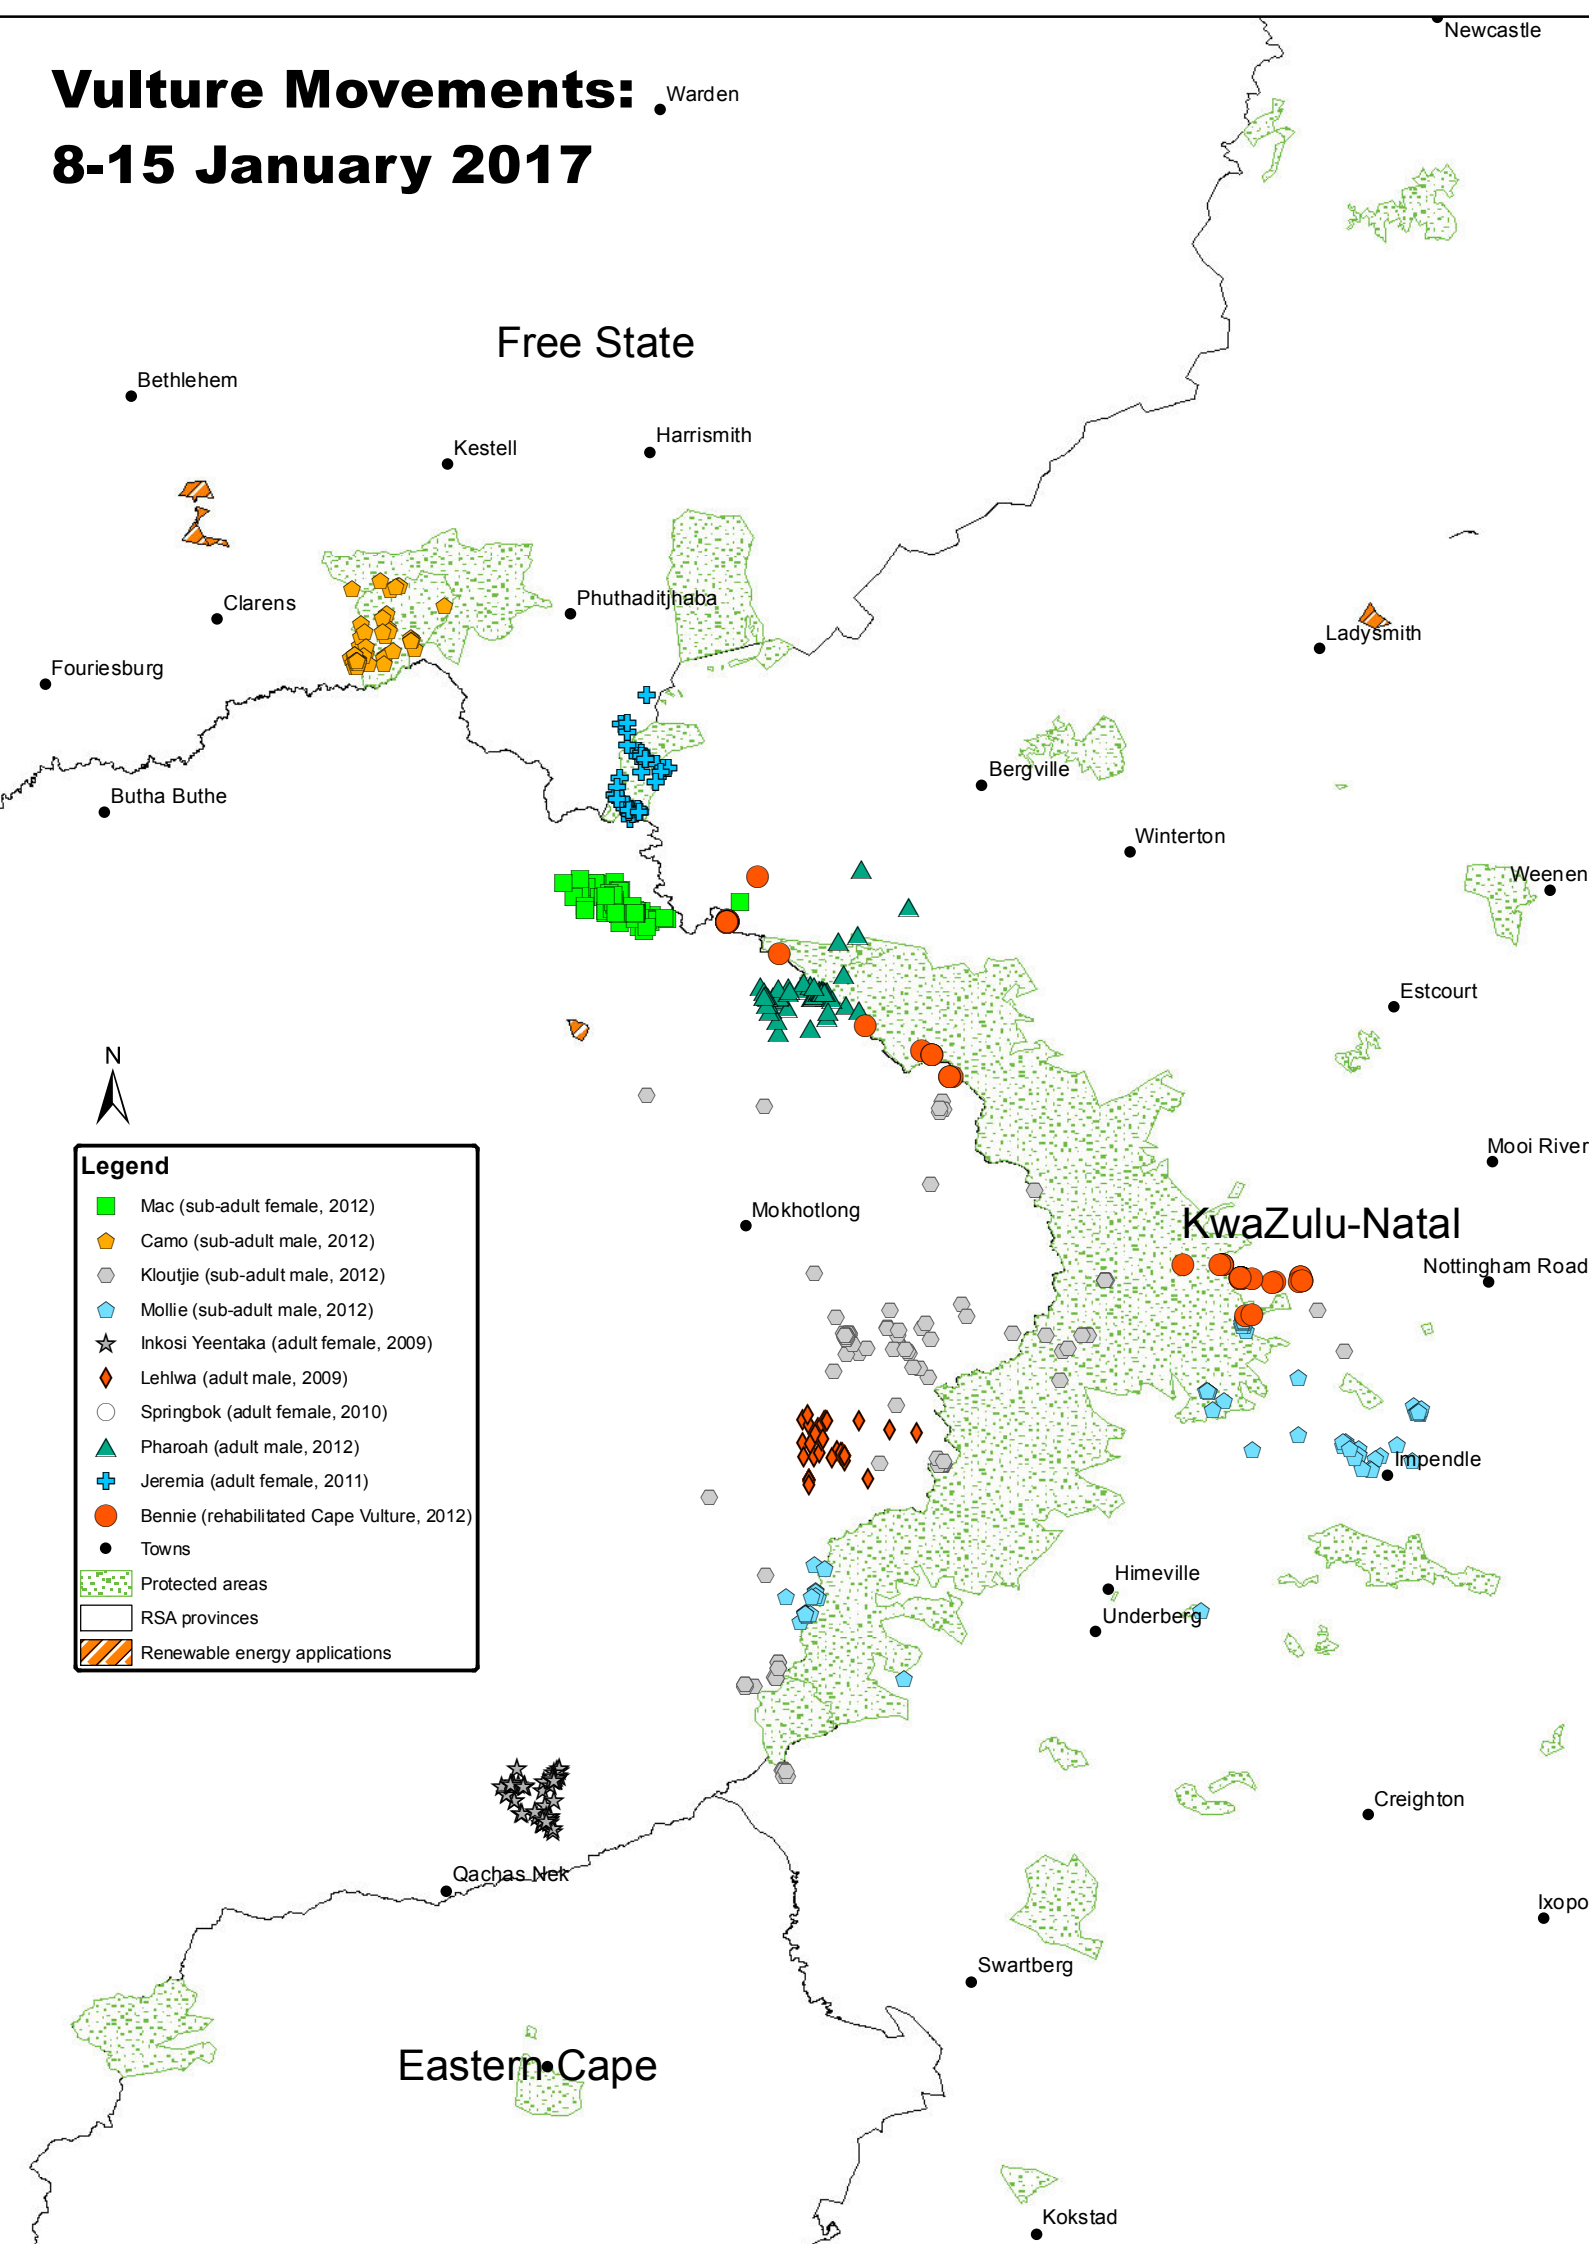 Newcastle
Vulture Movements:
Warden
8-15 January 2017
Free State
Bethlehem
Harrismith
Kestell
Phuthaditjhaba
Clarens
Ladysmith
Fouriesburg
Bergville
Butha Buthe
Winterton
Weenen
Estcourt
N
Mooi River
Mokhotlong
KwaZulu-Natal
Nottingham Road
Legend
Mac (sub-adult female, 2012)
Camo (sub-adult male, 2012)
Kloutjie (sub-adult male, 2012)
Mollie (sub-adult male, 2012)
Inkosi Yeentaka (adult female, 2009)
Lehlwa (adult male, 2009)
Springbok (adult female, 2010)
Pharoah (adult male, 2012)
Jeremia (adult female, 2011)
Bennie (rehabilitated Cape Vulture, 2012)
Towns
Protected areas
RSA provinces
Renewable energy applications
Impendle
Himeville
Underberg
Creighton
Qachas Nek
Ixopo
Swartberg
Eastern Cape
Kokstad